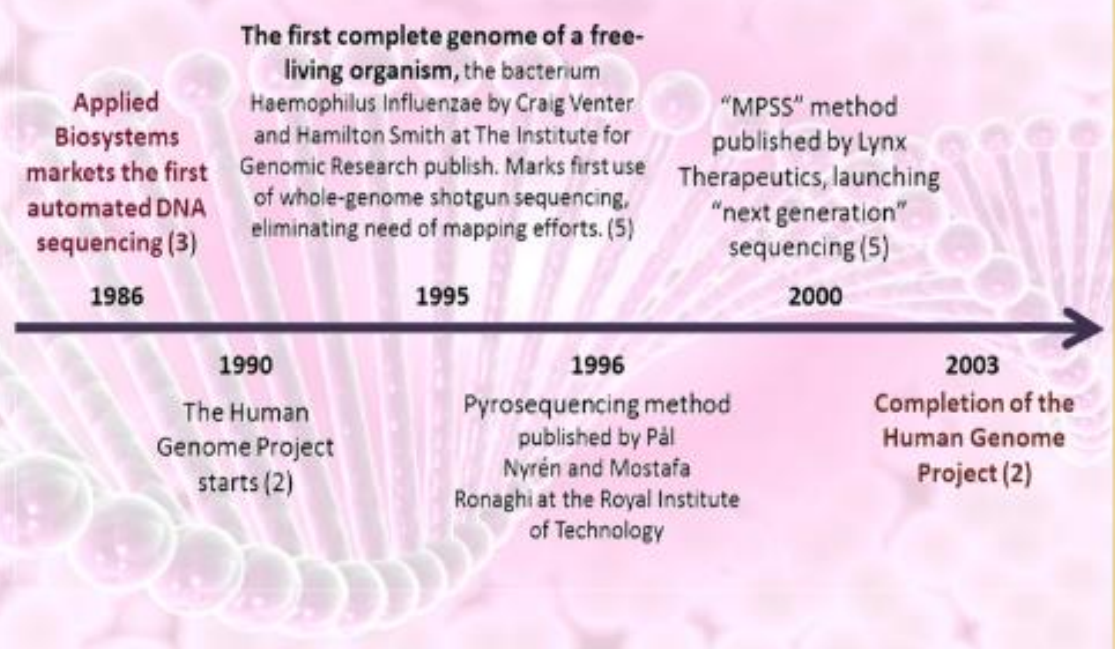 Applied
Biosystems
markets the first
automated DNA
sequencing (3)
1986
The first complete genome of a free-
living organism, the bacterium
Haemophilus Influenzae by Craig Venter
and Hamilton Smith at The Institute for
Genomic Research publish. Marks first use
of whole-genome shotgun sequencing,
eliminating need of mapping efforts. (5)
1995
“MPSS” method
published by Lynx
Therapeutics, launching
“next generation”
sequencing (5)
2000
1990
The Human
Genome Project
starts (2)
1996
Pyrosequencing method
published by Pål
Nyrén and Mostafa
Ronaghi at the Royal Institute
of Technology
2003
Completion of the
Human Genome
Project (2)